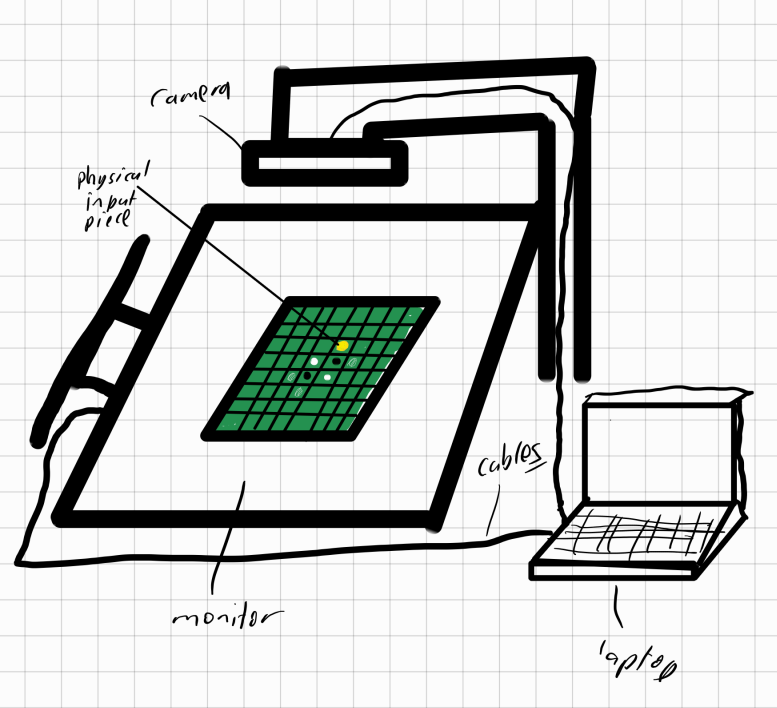 camera
physical
input
piece
cables
monitor
laptop